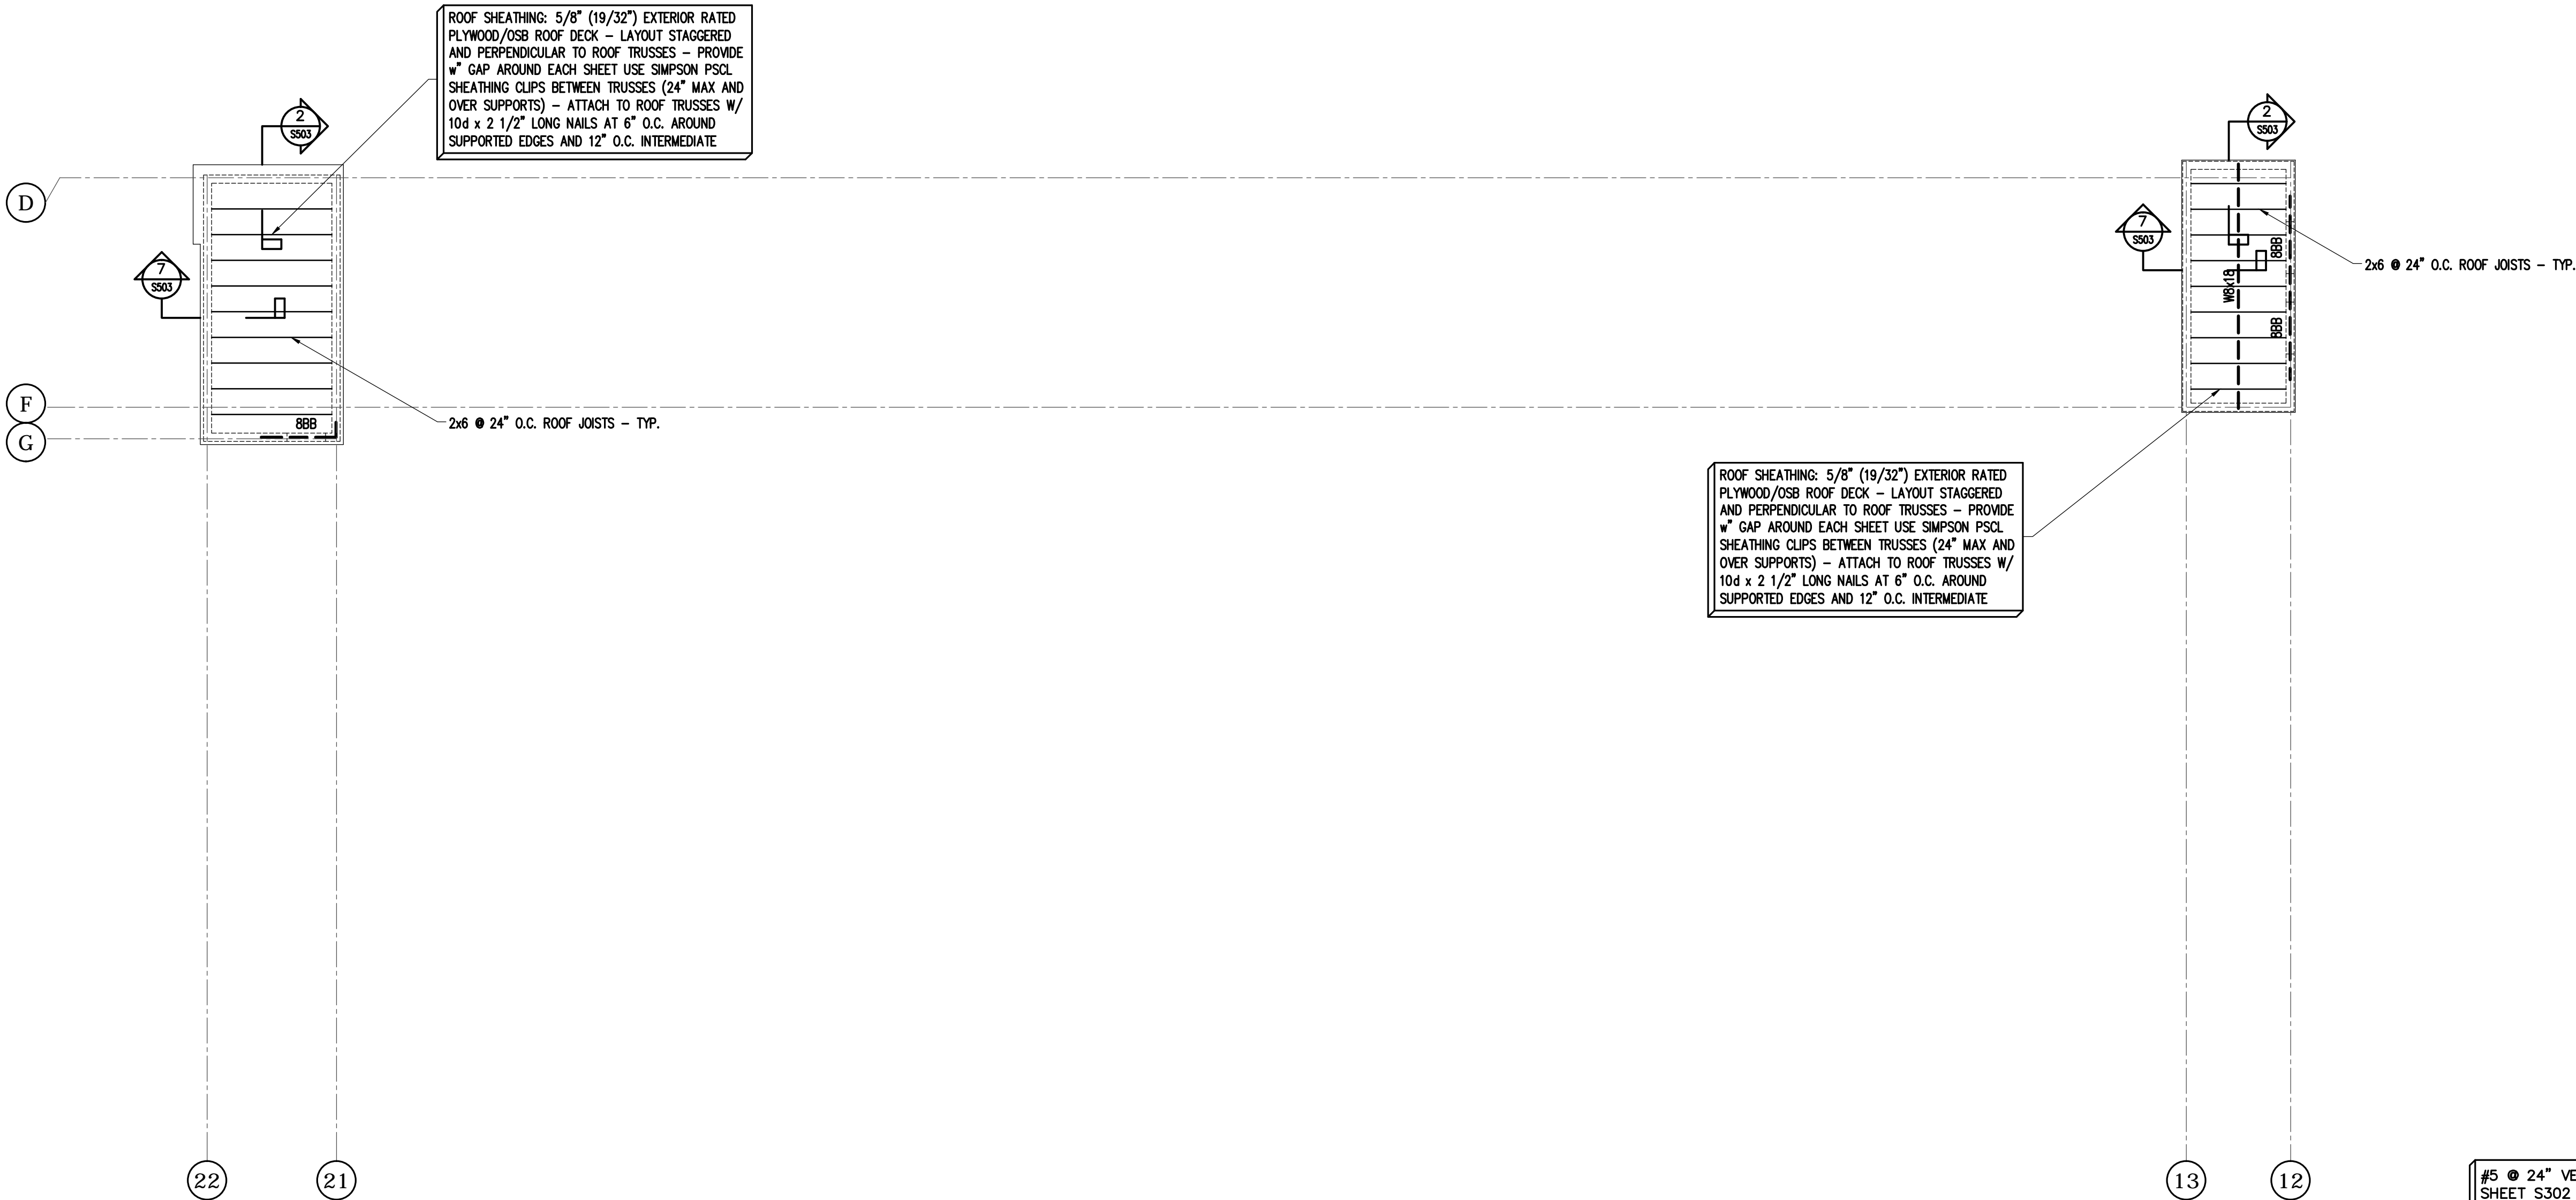 ROOF SHEATHING: 5/8" (19/32") EXTERIOR RATED
PLYWOOD/OSB ROOF DECK – LAYOUT STAGGERED
AND PERPENDICULAR TO ROOF TRUSSES – PROVIDE
w" GAP AROUND EACH SHEET USE SIMPSON PSCL
SHEATHING CLIPS BETWEEN TRUSSES (24" MAX AND
OVER SUPPORTS) – ATTACH TO ROOF TRUSSES W/
10d x 2 1/2" LONG NAILS AT 6" O.C. AROUND
SUPPORTED EDGES AND 12" O.C. INTERMEDIATE
2
S503
2
S503
D
7
S503
7
S503
8BB
W8x18
8BB
2x6 @ 24" O.C. ROOF JOISTS – TYP.
F
G
8BB
2x6 @ 24" O.C. ROOF JOISTS – TYP.
ROOF SHEATHING: 5/8" (19/32") EXTERIOR RATED
PLYWOOD/OSB ROOF DECK – LAYOUT STAGGERED
AND PERPENDICULAR TO ROOF TRUSSES – PROVIDE
w" GAP AROUND EACH SHEET USE SIMPSON PSCL
SHEATHING CLIPS BETWEEN TRUSSES (24" MAX AND
OVER SUPPORTS) – ATTACH TO ROOF TRUSSES W/
10d x 2 1/2" LONG NAILS AT 6" O.C. AROUND
SUPPORTED EDGES AND 12" O.C. INTERMEDIATE
22
21
13
12
#5 @ 24" VE
SHEET S302